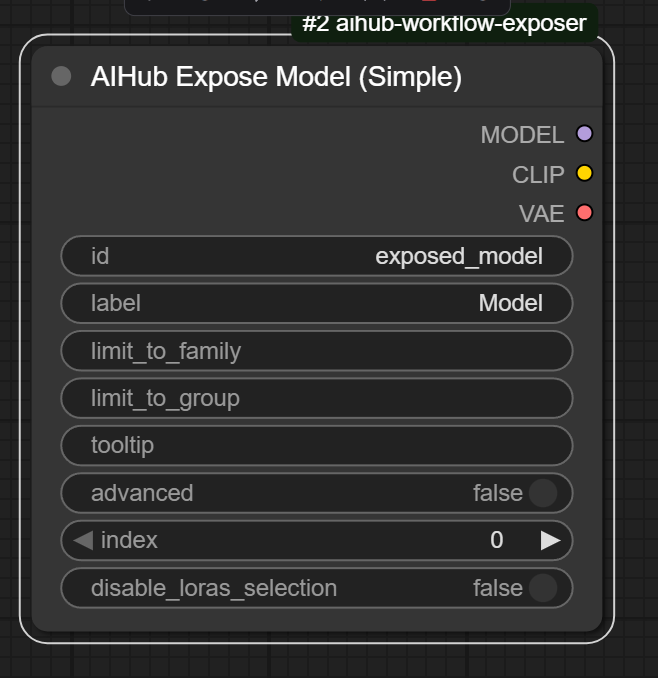 #2 aihub-workflow-exposer
AIHub Expose Model (Simple)
MODEL
CLIP
VAE
id exposed_model
label Model
limit_to_family
limit_to_group
tooltip
advanced false
index 0
disable_loras_selection false